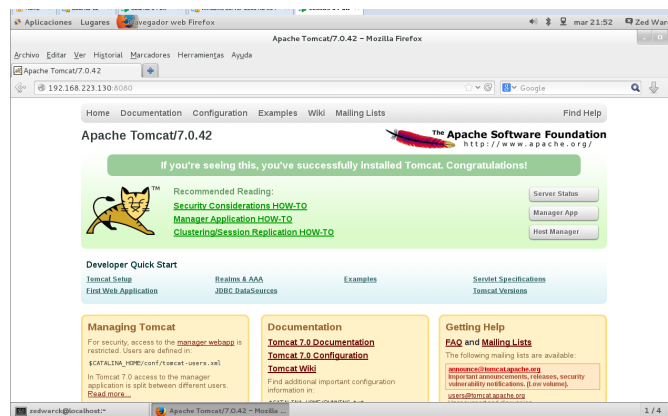 Aplicaciones Lugares Navegador web Firefox mar 21:52 Zed War
Apache Tomcat/7.0.42 - Mozilla Firefox
Archivo Editar Ver Historial Marcadores Herramientas Ayuda
Apache Tomcat/7.0.42
192.168.223.130:8080 Google
Home Documentation Configuration Examples Wiki Mailing Lists Find Help
Apache Tomcat/7.0.42
The Apache Software Foundation
http://www.apache.org/
If you're seeing this, you've successfully installed Tomcat. Congratulations!
TM
Recommended Reading:
Security Considerations HOW-TO
Manager Application HOW-TO
Clustering/Session Replication HOW-TO
Server Status
Manager App
Host Manager
Developer Quick Start
Tomcat Setup Realms & AAA Examples Servlet Specifications
First Web Application JDBC DataSources Tomcat Versions
Managing Tomcat
For security, access to the manager webapp is
restricted. Users are defined in:
$CATALINA_HOME/conf/tomcat-users.xml
In Tomcat 7.0 access to the manager
application is split between different users.
Read more...
Documentation
Tomcat 7.0 Documentation
Tomcat 7.0 Configuration
Tomcat Wiki
Find additional important configuration
information in:
Getting Help
FAQ and Mailing Lists
The following mailing lists are available:
announce@tomcat.apache.org
Important announcements, releases, security
vulnerability notifications. (Low volume).
users@tomcat.apache.org
zedwarck@localhost:~ Apache Tomcat/7.0.42 - Mozilla ... 1 / 4